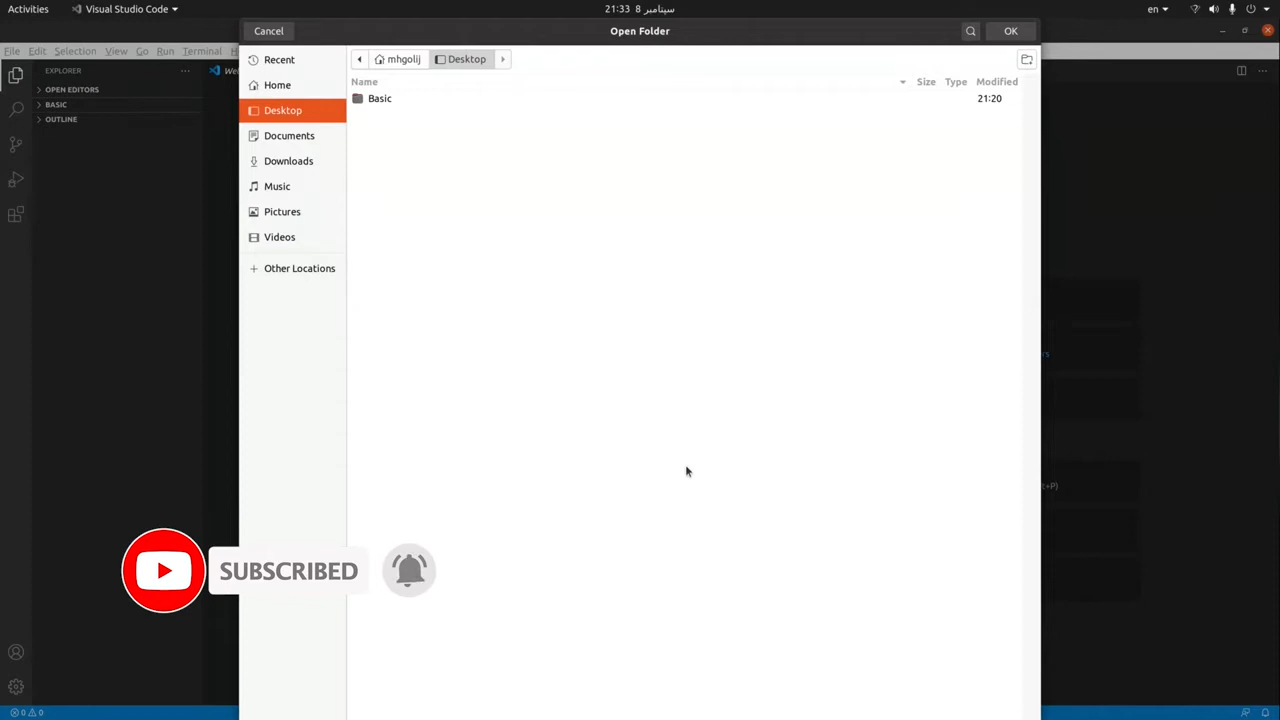 Activities
Visual Studio Code
21:33 8 سپتامبر
en
Cancel
Open Folder
OK
File Edit Selection View Go Run Terminal
EXPLORER
OPEN EDITORS
BASIC
OUTLINE
Recent
Home
Desktop
Documents
Downloads
Music
Pictures
Videos
Other Locations
mhgolij
Desktop
Name
Size
Type
Modified
Basic
21:20
SUBSCRIBED
0 0